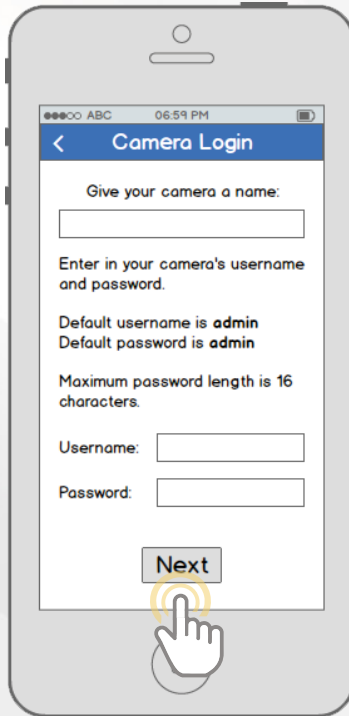 ABC 06:59 PM
Camera Login
Give your camera a name:
Enter in your camera's username
and password.
Default username is admin
Default password is admin
Maximum password length is 16
characters.
Username:
Password:
Next